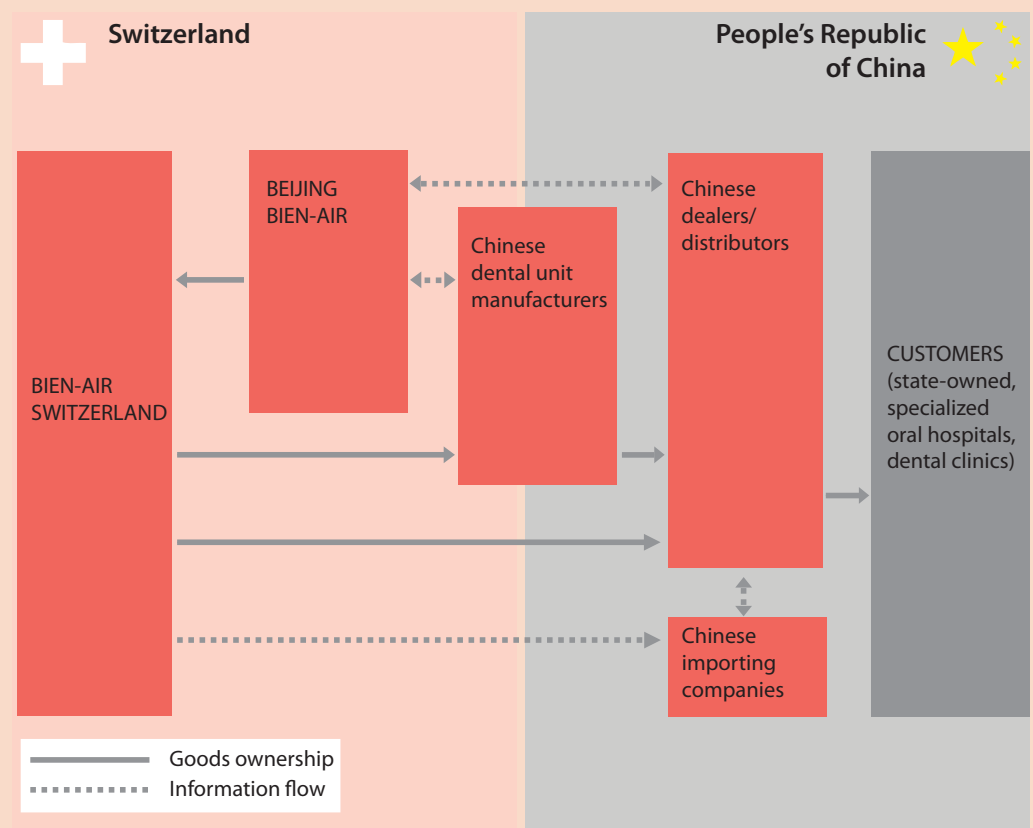 Switzerland
People’s Republic
of China
BEIJING
BIEN-AIR
Chinese
dealers/
distributors
Chinese
dental unit
manufacturers
BIEN-AIR
SWITZERLAND
CUSTOMERS
(state-owned,
specialized
oral hospitals,
dental clinics)
Chinese
importing
companies
Goods ownership
Information flow